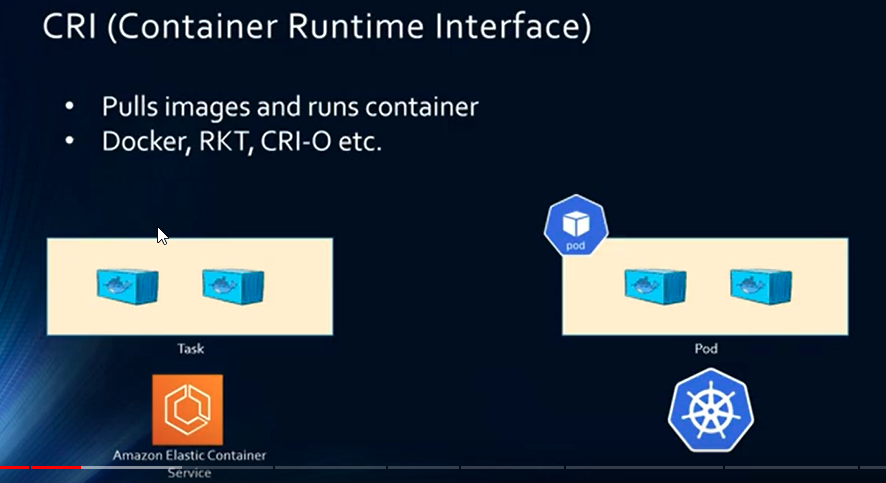 CRI (Container Runtime Interface)
• Pulls images and runs container
• Docker, RKT, CRI-O etc.
pod
Task
Pod
Amazon Elastic Container
Service